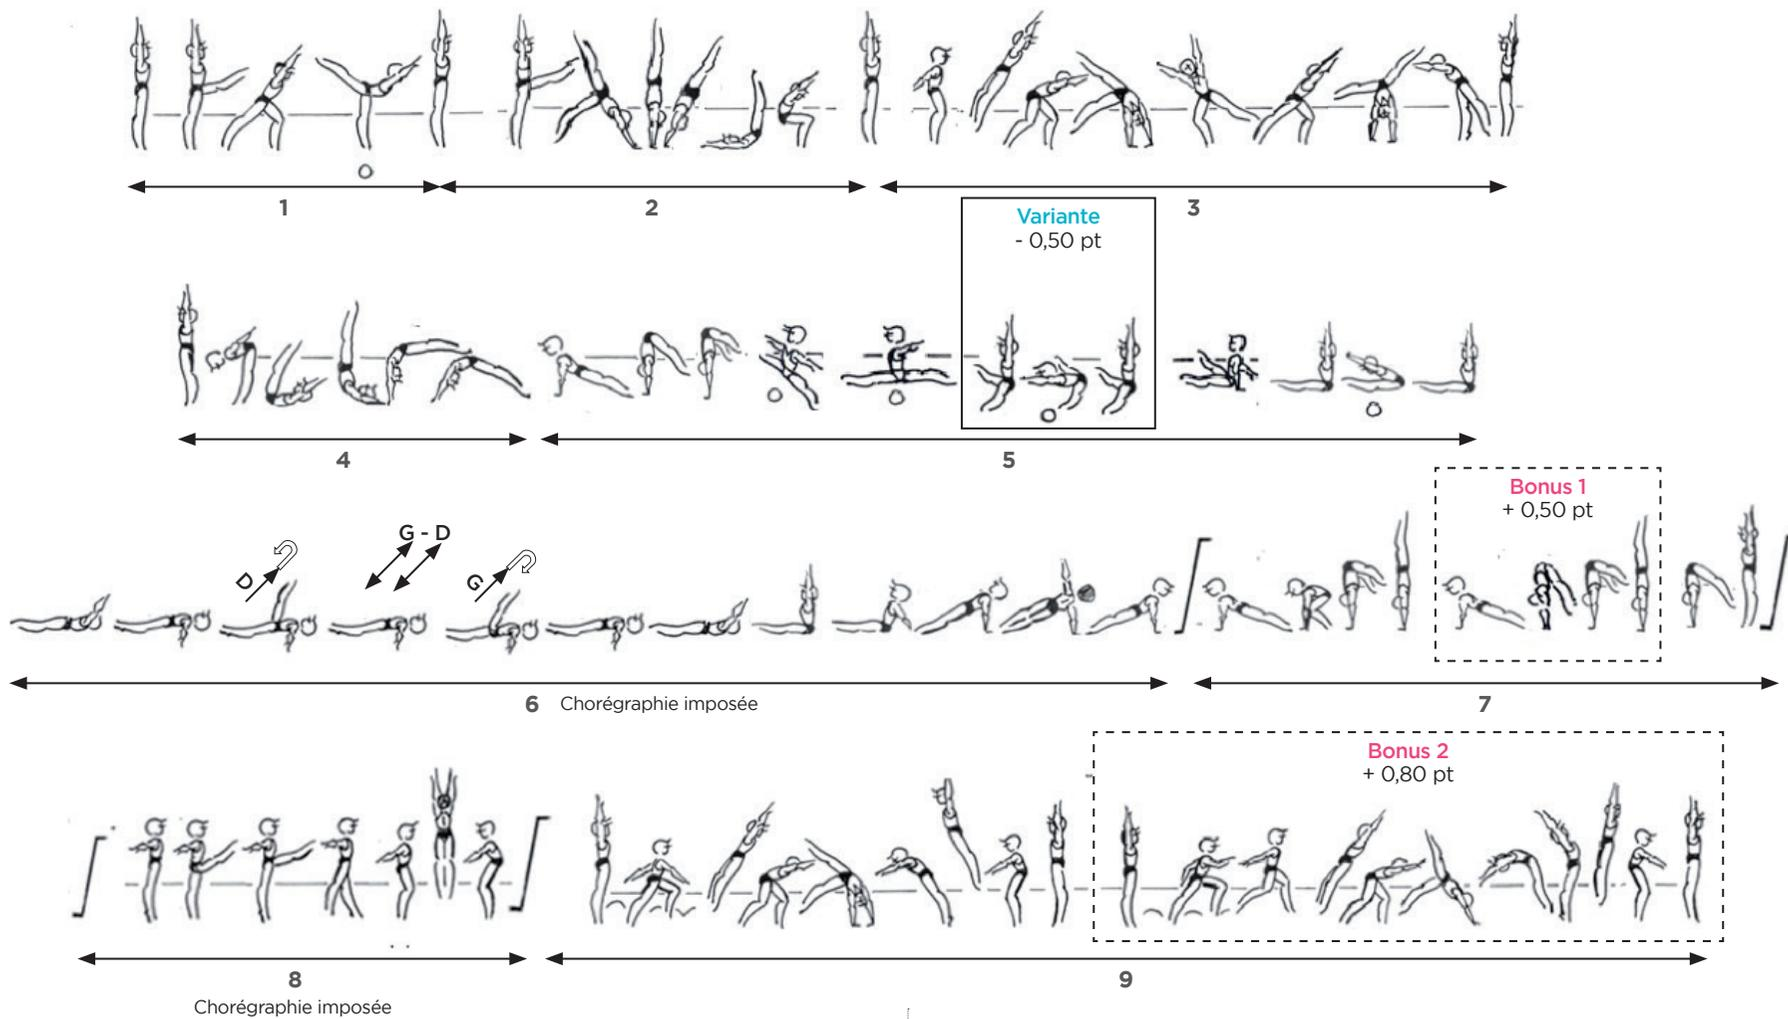 1
2
3
Variante
- 0,50 pt
4
5
D
G - D
G
Bonus 1
+ 0,50 pt
6 Chorégraphie imposée
7
Bonus 2
+ 0,80 pt
8
Chorégraphie imposée
9